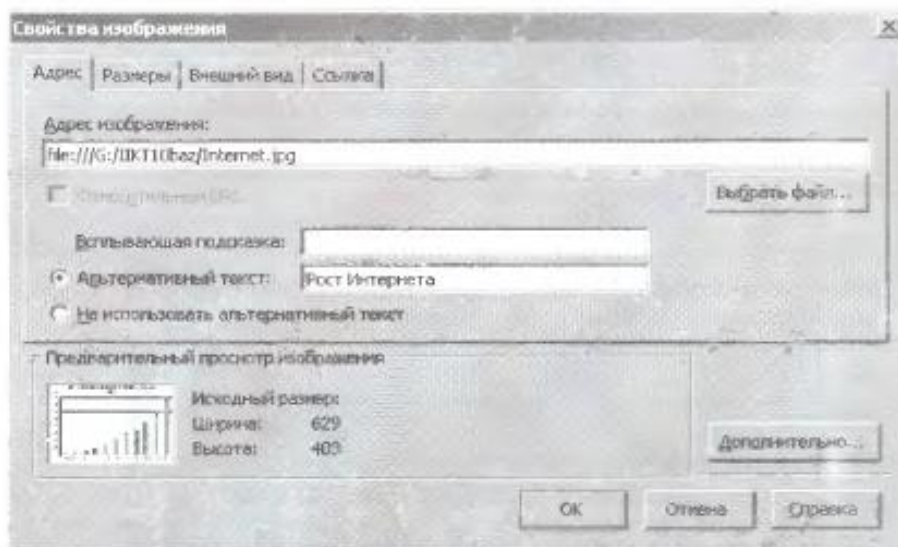 Свойства изображения
Адрес Размеры Внешний вид Ссылка
Адрес изображения:
file:///G:/IIKT10baz/Internet.jpg
Выбрать файл...
Всплывающая подсказка:
Альтернативный текст: Рост Интернета
Не использовать альтернативный текст
Предварительный просмотр изображения
Исходный размер:
Ширина: 629
Высота: 403
Дополнительно...
OK Отмена Справка